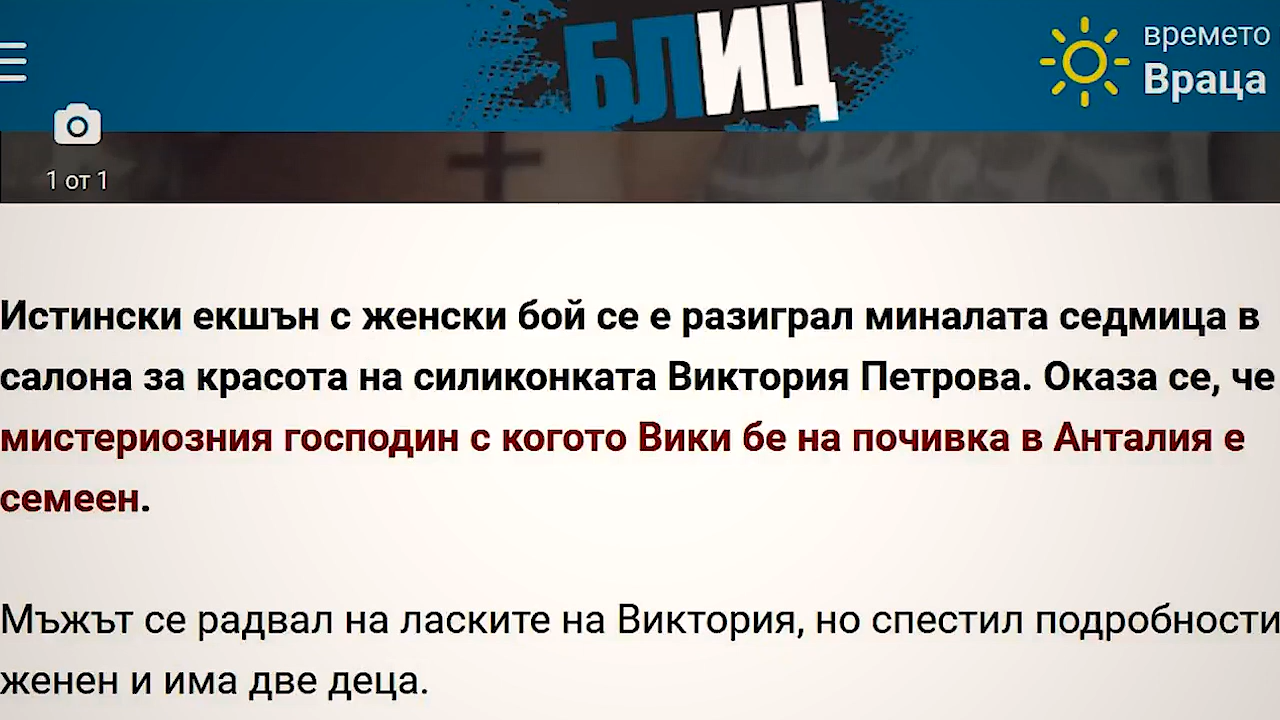 БЛИЦ
времето
Враца
1 от 1
Истински екшън с женски бой се е разиграл миналата седмица в
салона за красота на силиконката Виктория Петрова. Оказа се, че
мистериозния господин с когото Вики бе на почивка в Анталия е
семеен.
Мъжът се радвал на ласките на Виктория, но спестил подробности
женен и има две деца.